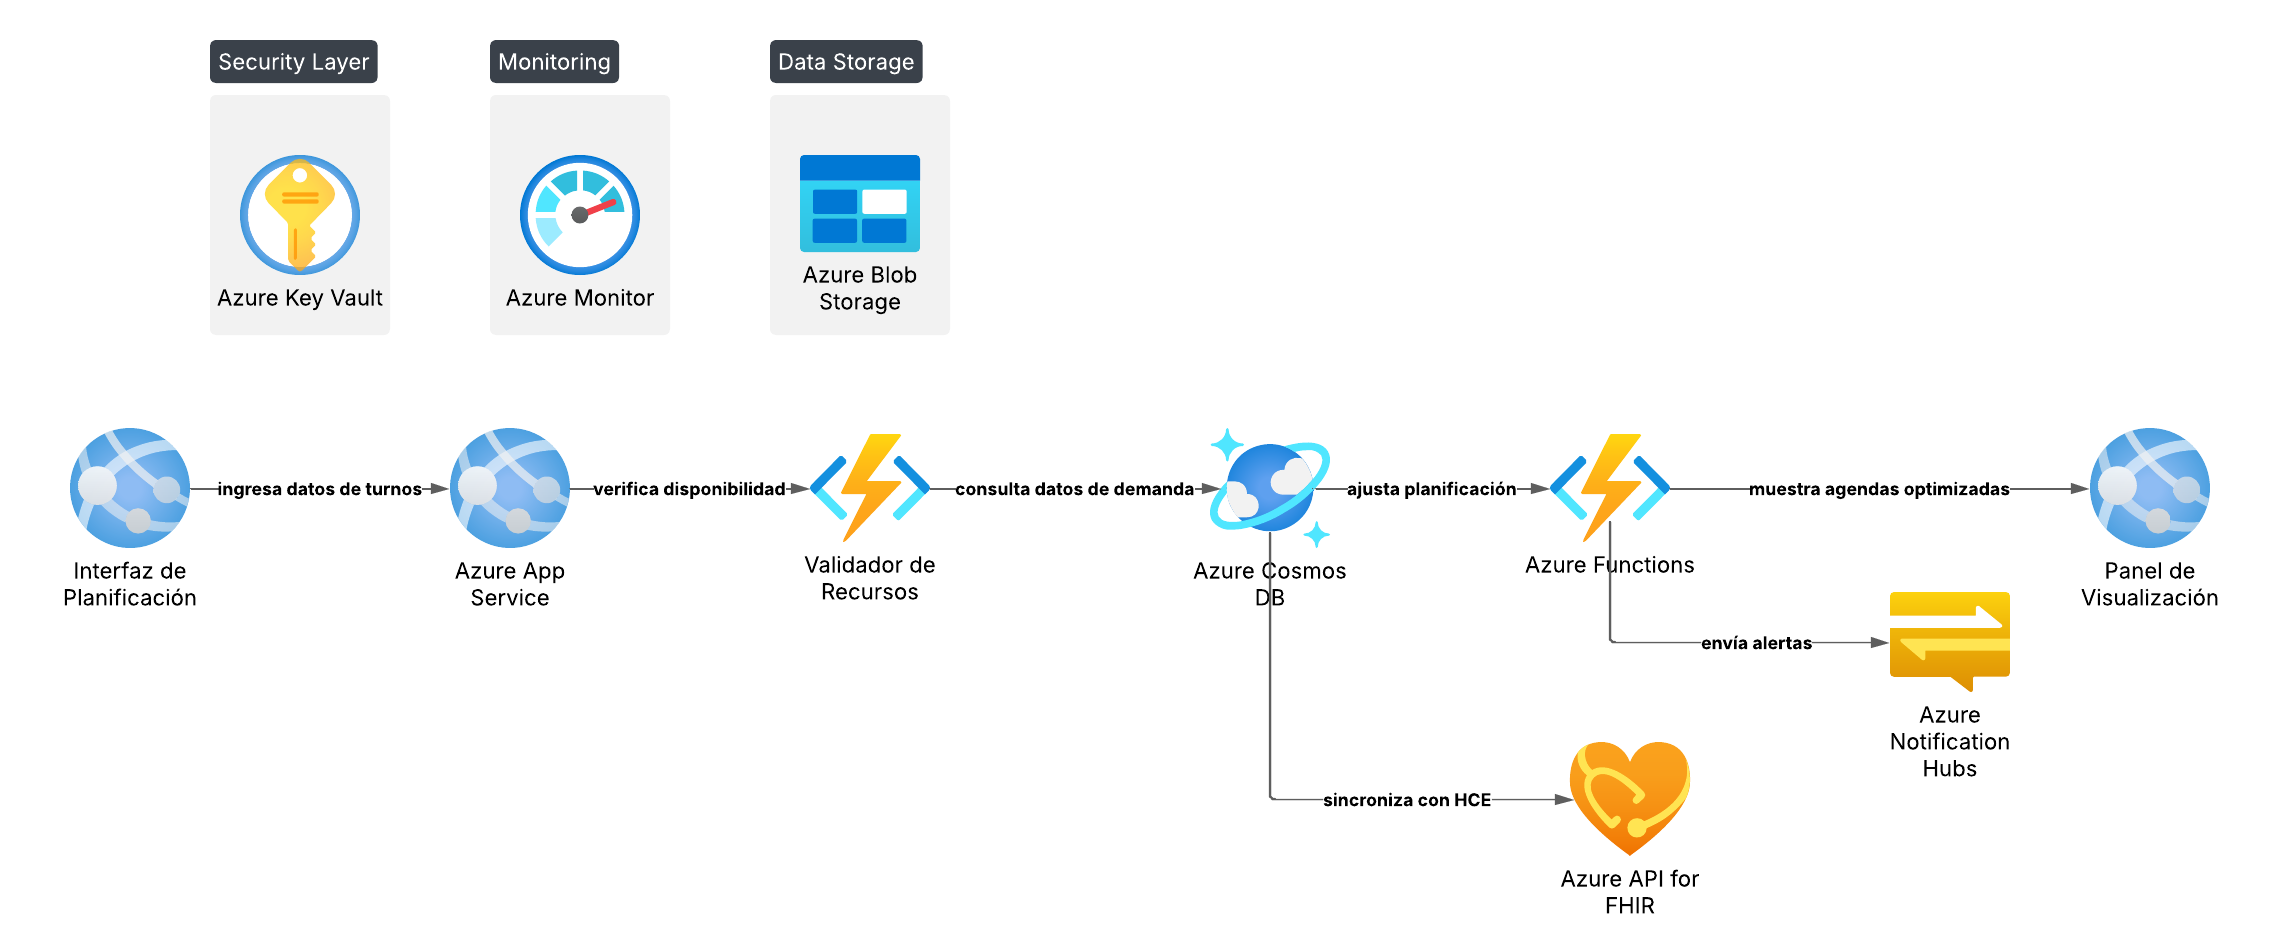 Security Layer
Monitoring
Data Storage
Azure Key Vault
Azure Monitor
Azure Blob
Storage
ingresa datos de turnos
verifica disponibilidad
consulta datos de demanda
ajusta planificación
muestra agendas optimizadas
Interfaz de
Planificación
Azure App
Service
Validador de
Recursos
Azure Cosmos
DB
Azure Functions
Panel de
Visualización
envía alertas
Azure
Notification
Hubs
sincroniza con HCE
Azure API for
FHIR